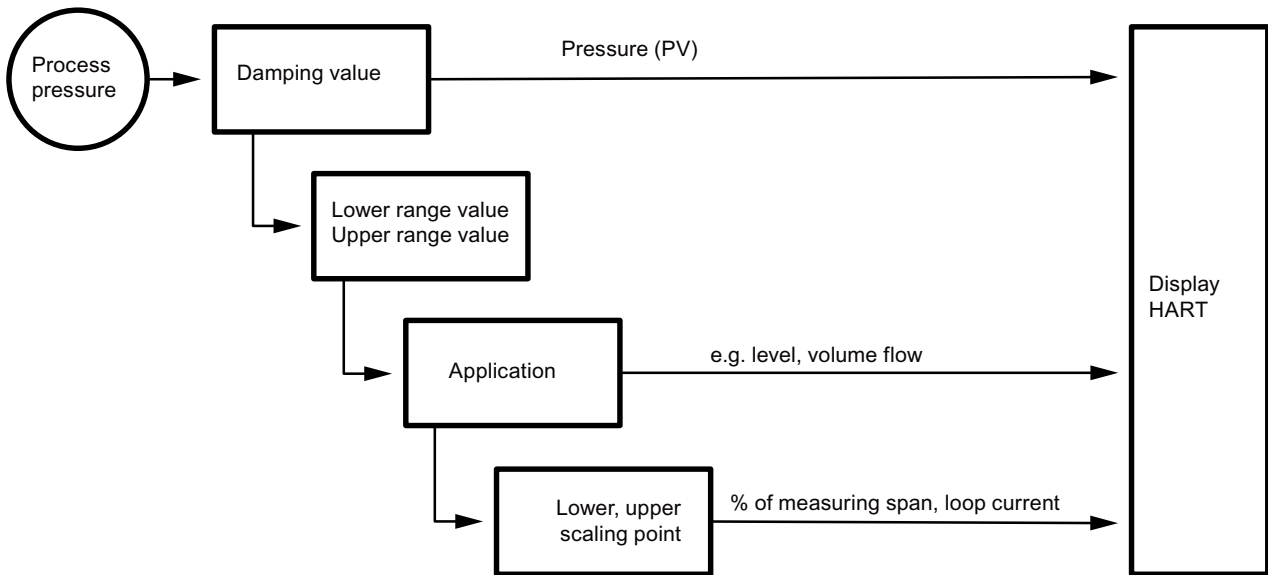 Process
pressure
Damping value
Pressure (PV)
Lower range value
Upper range value
Display
HART
Application
e.g. level, volume flow
Lower, upper
scaling point
% of measuring span, loop current